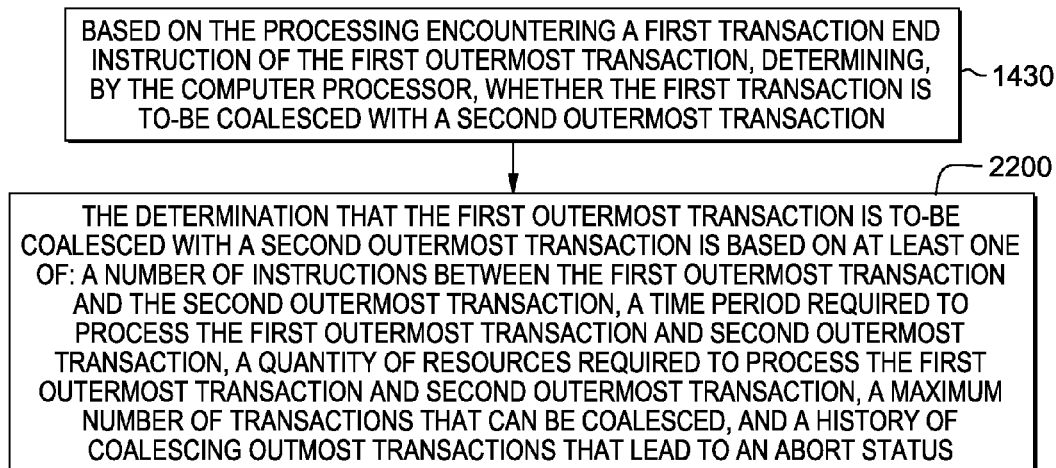 BASED ON THE PROCESSING ENCOUNTERING A FIRST TRANSACTION END
INSTRUCTION OF THE FIRST OUTERMOST TRANSACTION, DETERMINING,
BY THE COMPUTER PROCESSOR, WHETHER THE FIRST TRANSACTION IS
TO-BE COALESCED WITH A SECOND OUTERMOST TRANSACTION
1430
2200
THE DETERMINATION THAT THE FIRST OUTERMOST TRANSACTION IS TO-BE
COALESCED WITH A SECOND OUTERMOST TRANSACTION IS BASED ON AT LEAST ONE
OF: A NUMBER OF INSTRUCTIONS BETWEEN THE FIRST OUTERMOST TRANSACTION
AND THE SECOND OUTERMOST TRANSACTION, A TIME PERIOD REQUIRED TO
PROCESS THE FIRST OUTERMOST TRANSACTION AND SECOND OUTERMOST
TRANSACTION, A QUANTITY OF RESOURCES REQUIRED TO PROCESS THE FIRST
OUTERMOST TRANSACTION AND SECOND OUTERMOST TRANSACTION, A MAXIMUM
NUMBER OF TRANSACTIONS THAT CAN BE COALESCED, AND A HISTORY OF
COALESCING OUTMOST TRANSACTIONS THAT LEAD TO AN ABORT STATUS